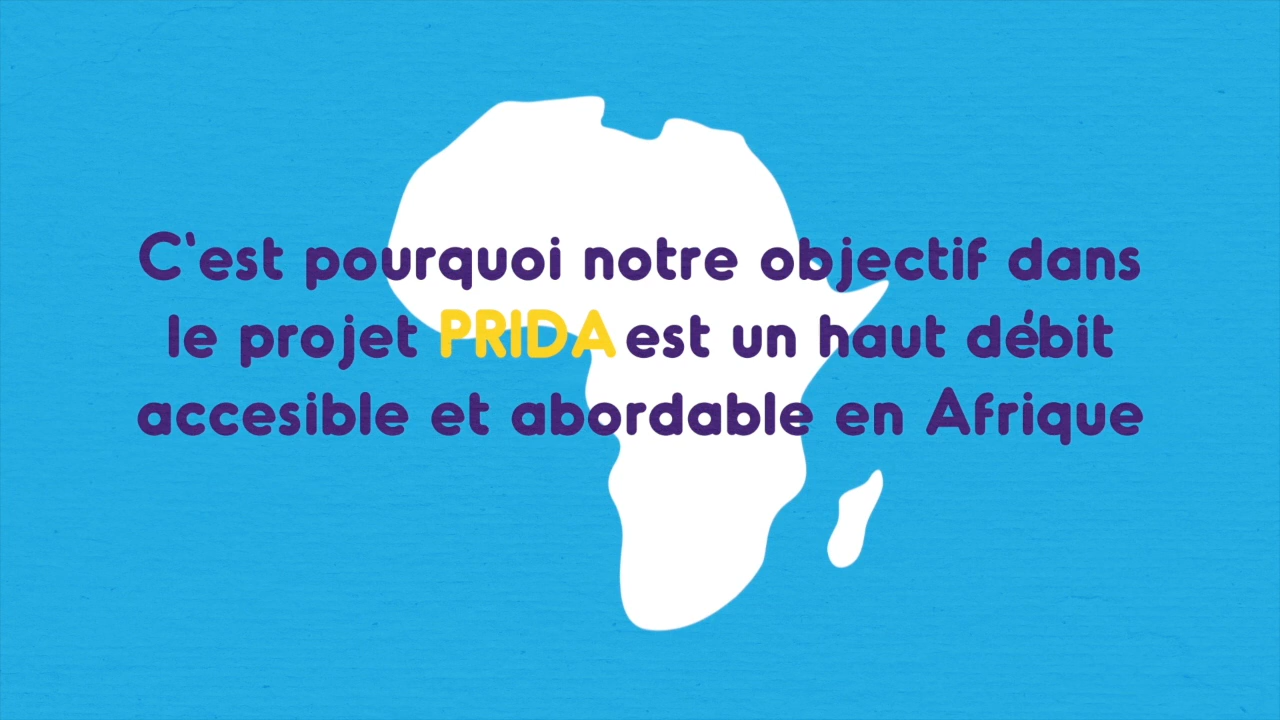 C'est pourquoi notre objectif dans
le projet PRIDA est un haut débit
accesible et abordable en Afrique